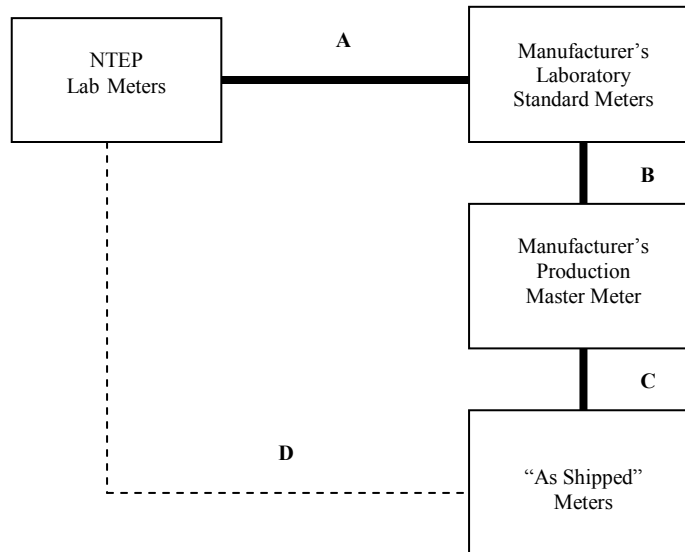 A
NTEP
Lab Meters
Manufacturer’s
Laboratory
Standard Meters
B
Manufacturer’s
Production
Master Meter
C
D
“As Shipped”
Meters